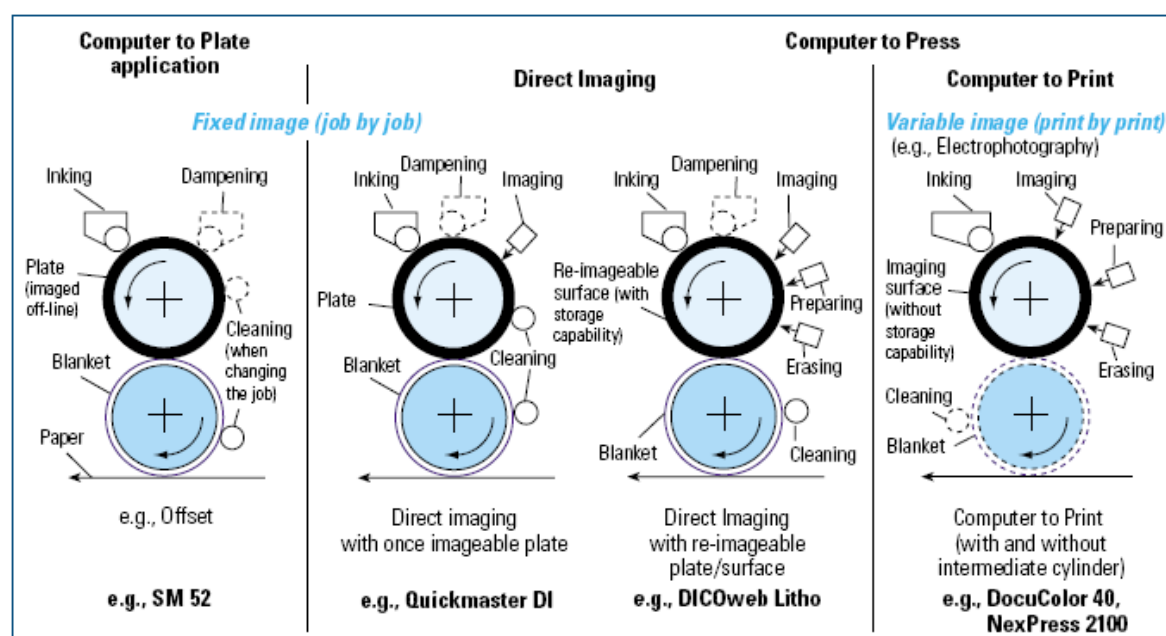 Computer to Plate
application
Computer to Press
Direct Imaging
Computer to Print
Fixed image (job by job)
Variable image (print by print)
(e.g., Electrophotography)
Inking
Dampening
Plate
(imaged
off-line)
Cleaning
(when
changing
the job)
Blanket
Paper
e.g., Offset
e.g., SM 52
Inking
Dampening
Imaging
Plate
Cleaning
Blanket
Direct imaging
with once imageable plate
e.g., Quickmaster DI
Inking
Dampening
Imaging
Re-imageable
surface (with
storage
capability)
Preparing
Erasing
Blanket
Cleaning
Direct Imaging
with re-imageable
plate/surface
e.g., DICOweb Litho
Inking
Imaging
Preparing
Imaging
surface
(without
storage
capability)
Erasing
Cleaning
Blanket
Computer to Print
(with and without
intermediate cylinder)
e.g., DocuColor 40,
NexPress 2100